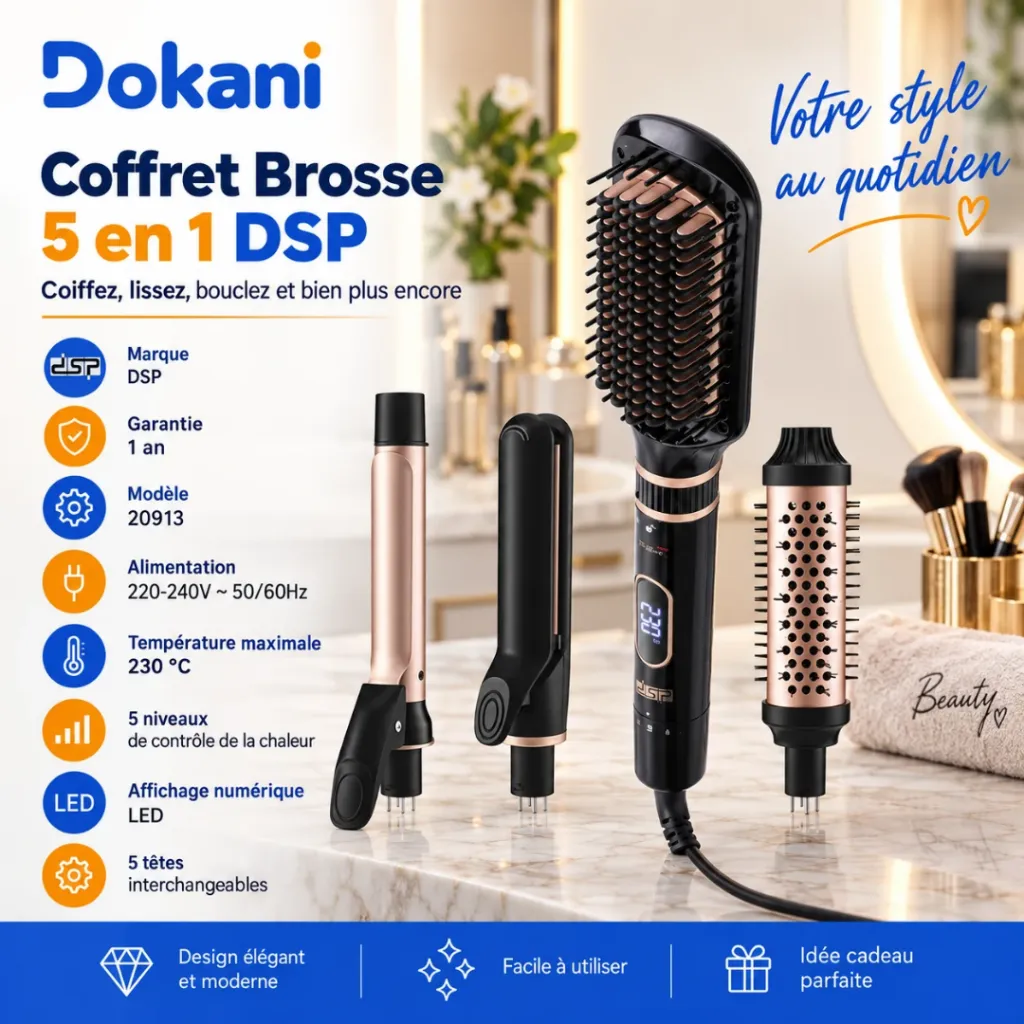 Dokani
Coffret Brosse
5 en 1 DSP
Coiffez, lissez, bouclez et bien plus encore
Votre style
au quotidien
dsp
Marque
DSP
Garantie
1 an
Modèle
20913
Alimentation
220-240V ~ 50/60Hz
Température maximale
230 °C
5 niveaux
de contrôle de la chaleur
LED
Affichage numérique
LED
5 têtes
interchangeables
230
dsp
Beauty
Design élégant
et moderne
Facile à utiliser
Idée cadeau
parfaite